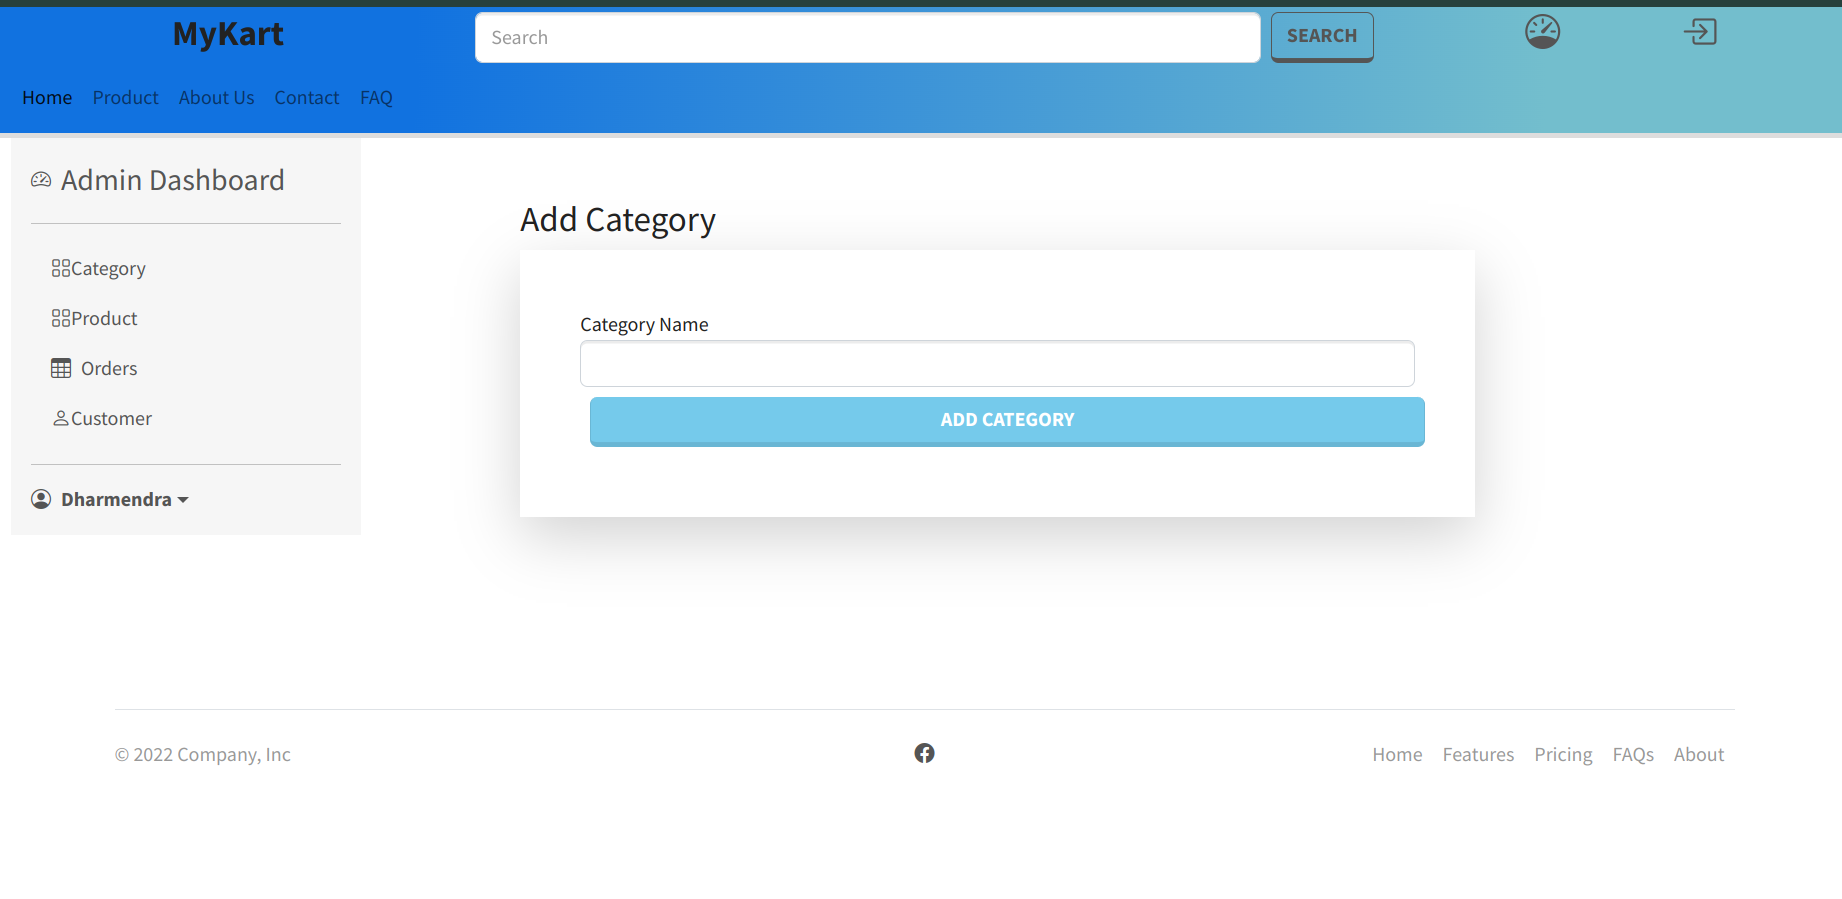 MyKart
Search
SEARCH
Home Product About Us Contact FAQ
Admin Dashboard
Category
Product
Orders
Customer
Dharmendra
Add Category
Category Name
ADD CATEGORY
© 2022 Company, Inc
Home Features Pricing FAQs About